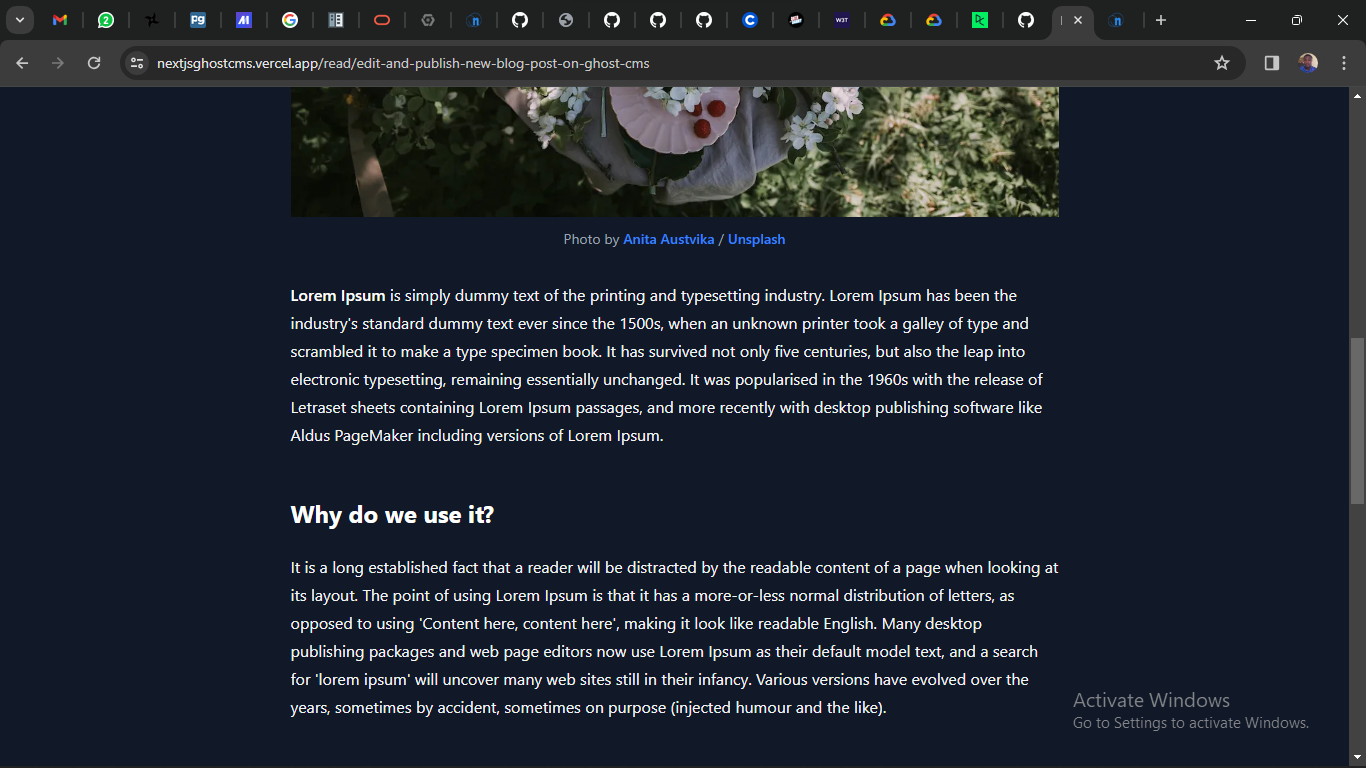 2
Pg
AI
n
C
W3T
n
nextjsghostcms.vercel.app/read/edit-and-publish-new-blog-post-on-ghost-cms
Photo by Anita Austvika / Unsplash
Lorem Ipsum is simply dummy text of the printing and typesetting industry. Lorem Ipsum has been the
industry's standard dummy text ever since the 1500s, when an unknown printer took a galley of type and
scrambled it to make a type specimen book. It has survived not only five centuries, but also the leap into
electronic typesetting, remaining essentially unchanged. It was popularised in the 1960s with the release of
Letraset sheets containing Lorem Ipsum passages, and more recently with desktop publishing software like
Aldus PageMaker including versions of Lorem Ipsum.
Why do we use it?
It is a long established fact that a reader will be distracted by the readable content of a page when looking at
its layout. The point of using Lorem Ipsum is that it has a more-or-less normal distribution of letters, as
opposed to using 'Content here, content here', making it look like readable English. Many desktop
publishing packages and web page editors now use Lorem Ipsum as their default model text, and a search
for 'lorem ipsum' will uncover many web sites still in their infancy. Various versions have evolved over the
years, sometimes by accident, sometimes on purpose (injected humour and the like).
Activate Windows
Go to Settings to activate Windows.